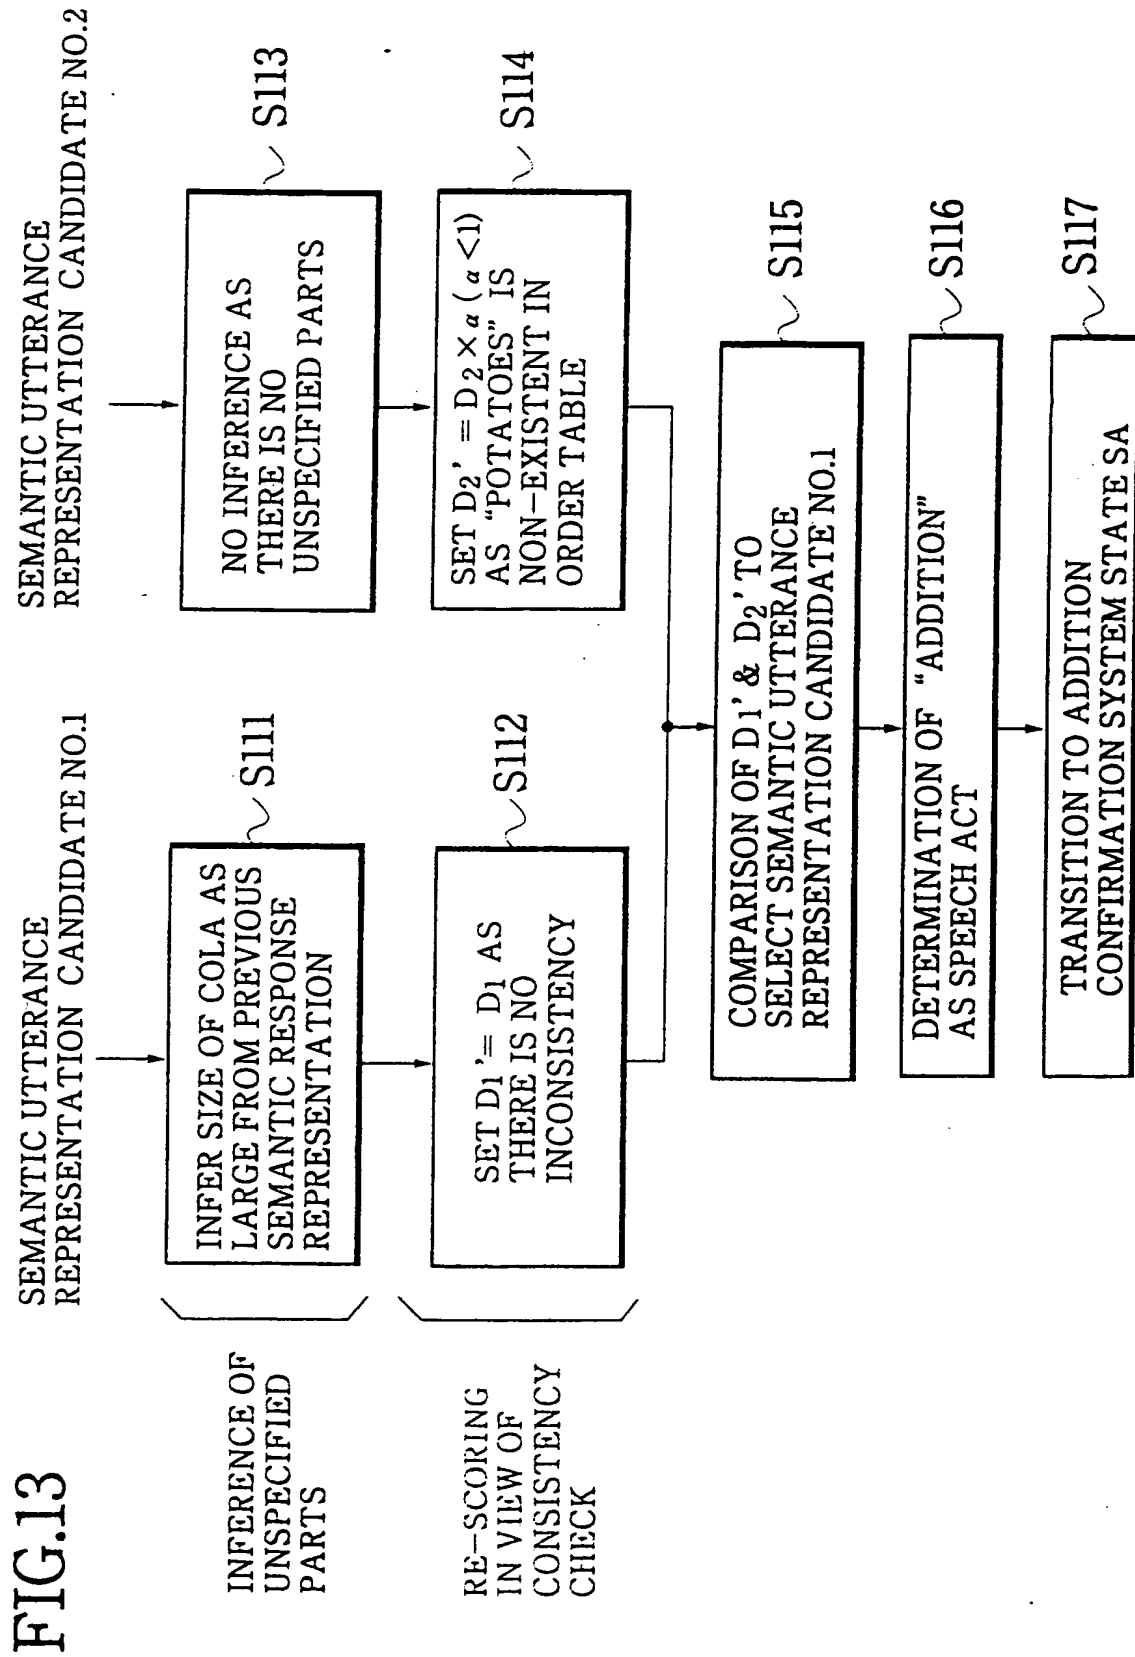 FIG.13
SEMANTIC UTTERANCE
REPRESENTATION CANDIDATE NO.1
SEMANTIC UTTERANCE
REPRESENTATION CANDIDATE NO.2
INFERENCE OF
UNSPECIFIED
PARTS
INFER SIZE OF COLA AS
LARGE FROM PREVIOUS
SEMANTIC RESPONSE
REPRESENTATION
S111
NO INFERENCE AS
THERE IS NO
UNSPECIFIED PARTS
S113
RE-SCORING
IN VIEW OF
CONSISTENCY
CHECK
SET D1'= D1 AS
THERE IS NO
INCONSISTENCY
S112
SET D2' = D2 × α (α <1)
AS “POTATOES” IS
NON-EXISTENT IN
ORDER TABLE
S114
COMPARISON OF D1' & D2' TO
SELECT SEMANTIC UTTERANCE
REPRESENTATION CANDIDATE NO.1
S115
DETERMINATION OF “ADDITION”
AS SPEECH ACT
S116
TRANSITION TO ADDITION
CONFIRMATION SYSTEM STATE SA
S117